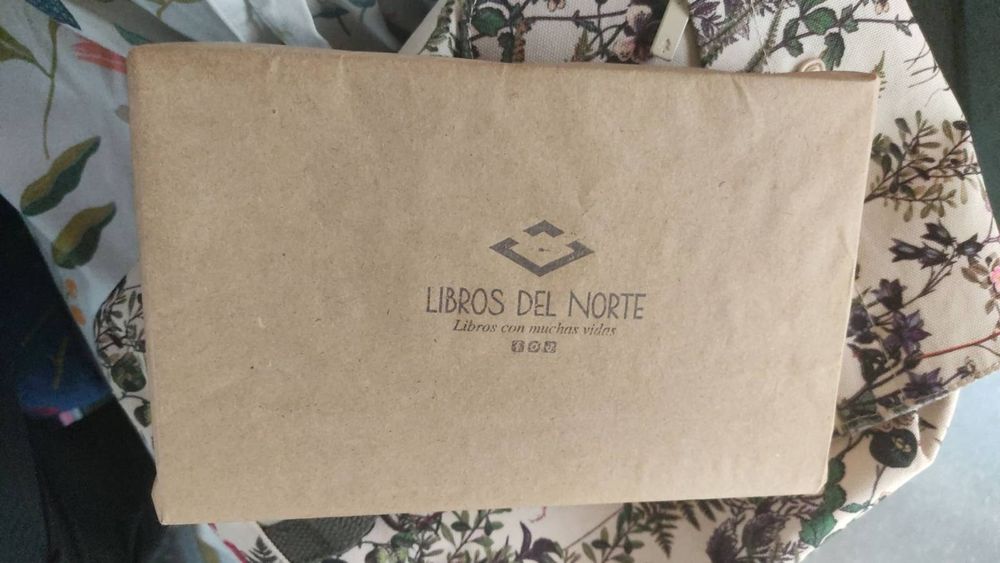 LIBROS DEL NORTE
Libros con muchas vidas